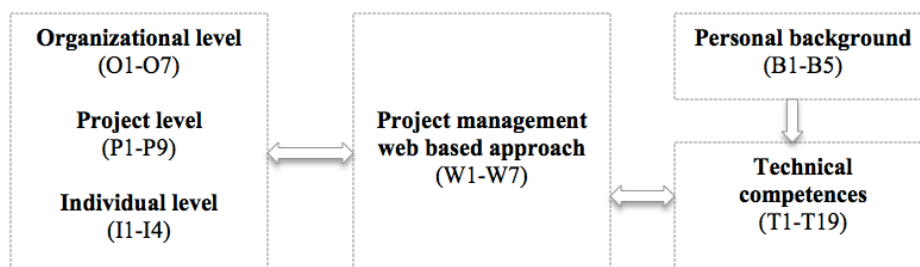 Organizational level
(O1-O7)
Project level
(P1-P9)
Individual level
(I1-I4)
Project management
web based approach
(W1-W7)
Personal background
(B1-B5)
Technical
competences
(T1-T19)